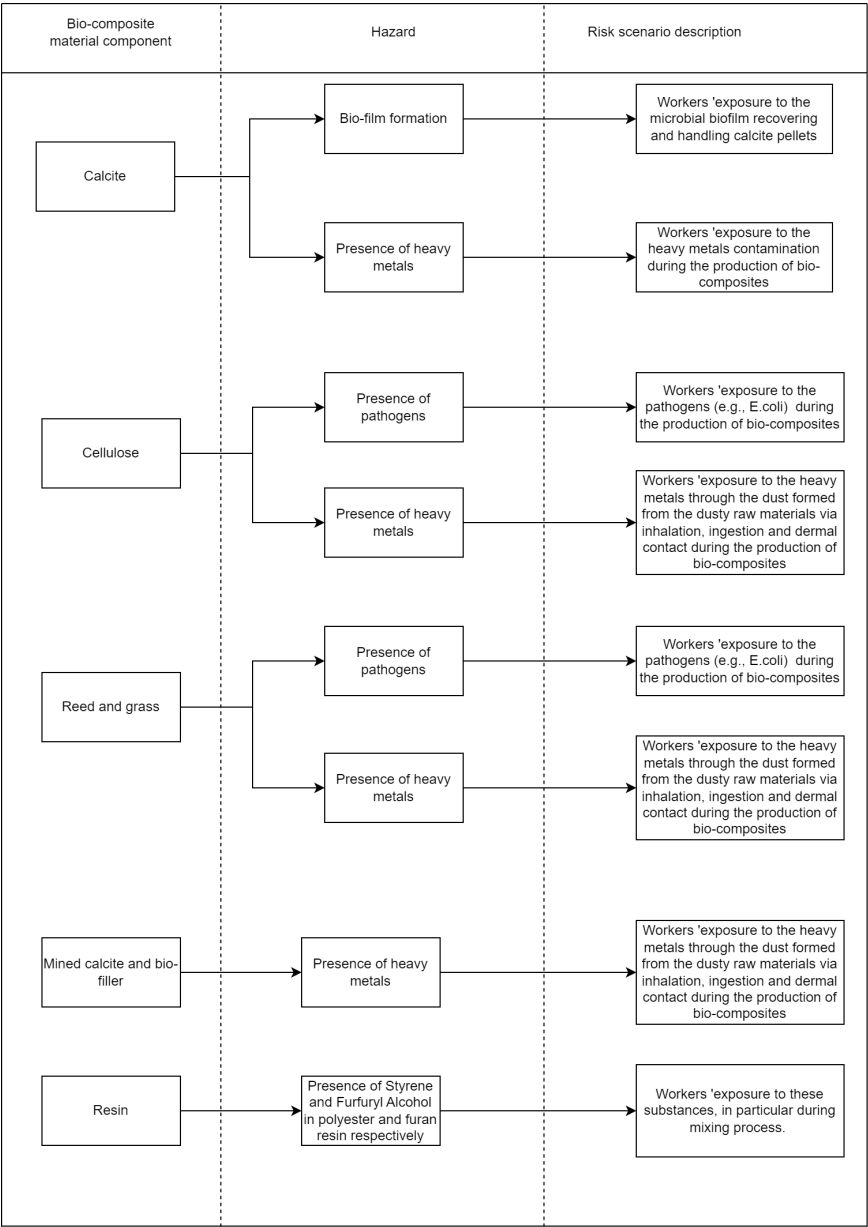 Bio-composite
material component
Hazard
Risk scenario description
Calcite
Bio-film formation
Workers 'exposure to the
microbial biofilm recovering
and handling calcite pellets
Presence of heavy
metals
Workers 'exposure to the
heavy metals contamination
during the production of bio-
composites
Cellulose
Presence of
pathogens
Workers 'exposure to the
pathogens (e.g., E.coli) during
the production of bio-composites
Presence of heavy
metals
Workers 'exposure to the heavy
metals through the dust formed
from the dusty raw materials via
inhalation, ingestion and dermal
contact during the production of
bio-composites
Reed and grass
Presence of
pathogens
Workers 'exposure to the
pathogens (e.g., E.coli) during
the production of bio-composites
Presence of heavy
metals
Workers 'exposure to the heavy
metals through the dust formed
from the dusty raw materials via
inhalation, ingestion and dermal
contact during the production of
bio-composites
Mined calcite and bio-
filler
Presence of heavy
metals
Workers 'exposure to the heavy
metals through the dust formed
from the dusty raw materials via
inhalation, ingestion and dermal
contact during the production of
bio-composites
Resin
Presence of Styrene
and Furfuryl Alcohol
in polyester and furan
resin respectively
Workers 'exposure to these
substances, in particular during
mixing process.